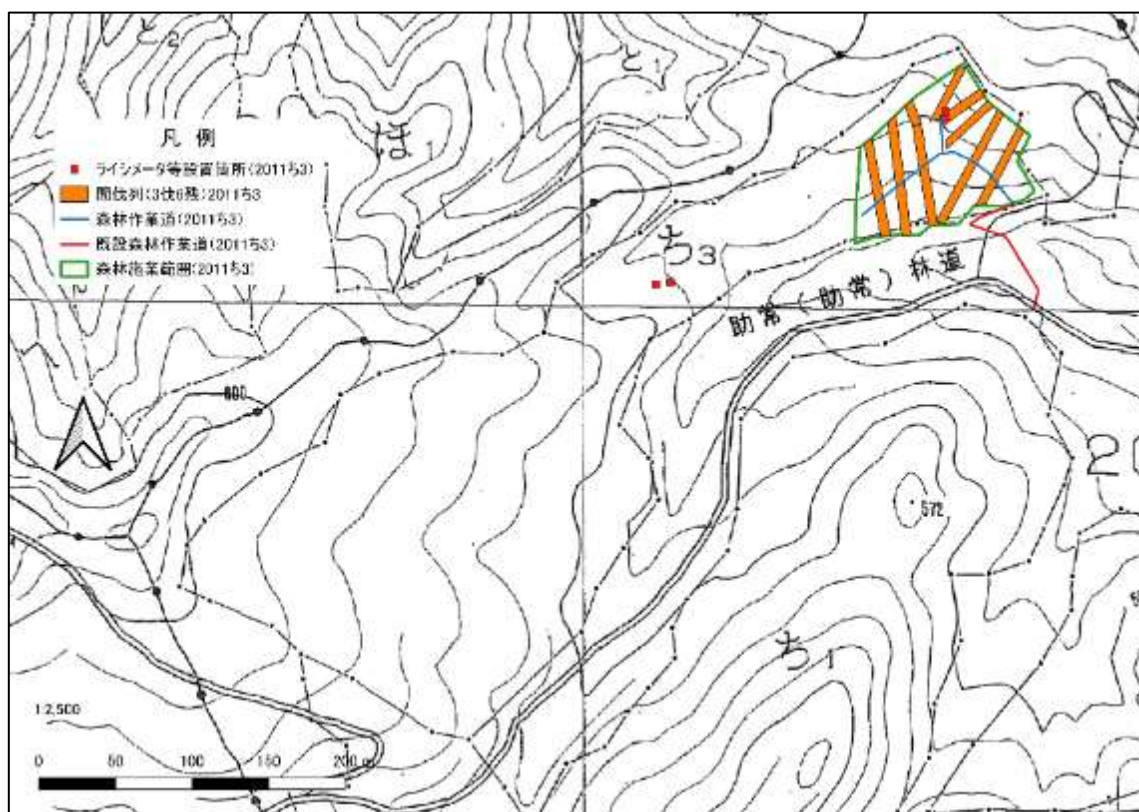 と2
と1
ほ1
凡例
ライシメータ等設置箇所(2011ち3)
間伐列(3伐6残)2011ち3
森林作業道(2011ち3)
既設森林作業道(2011ち3)
森林施業範囲(2011ち3)
ち3
助常(助常)林道
600
572
ち1
1:2,500
0 50 100 150 200 m